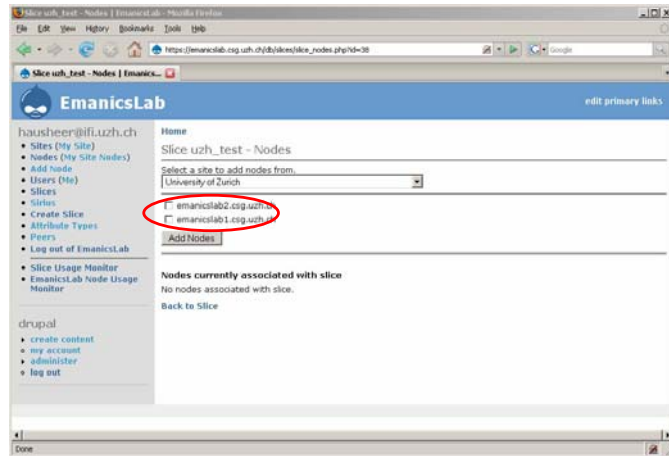 Slice uzh_test - Nodes | EmanicsLab - Mozilla Firefox
File Edit View History Bookmarks Tools Help
https://emanicslab.csg.uzh.ch/db/slices/slice_nodes.php?id=38
Google
Slice uzh_test - Nodes | Emanics...
EmanicsLab
edit primary links
hausheer@ifi.uzh.ch
Sites (My Site)
Nodes (My Site Nodes)
Add Node
Users (Me)
Slices
Sirius
Create Slice
Attribute Types
Peers
Log out of EmanicsLab
Slice Usage Monitor
EmanicsLab Node Usage
Monitor
drupal
create content
my account
administer
log out
Home
Slice uzh_test - Nodes
Select a site to add nodes from.
University of Zurich
emanicslab2.csg.uzh.ch
emanicslab1.csg.uzh.ch
Add Nodes
Nodes currently associated with slice
No nodes associated with slice.
Back to Slice
Done